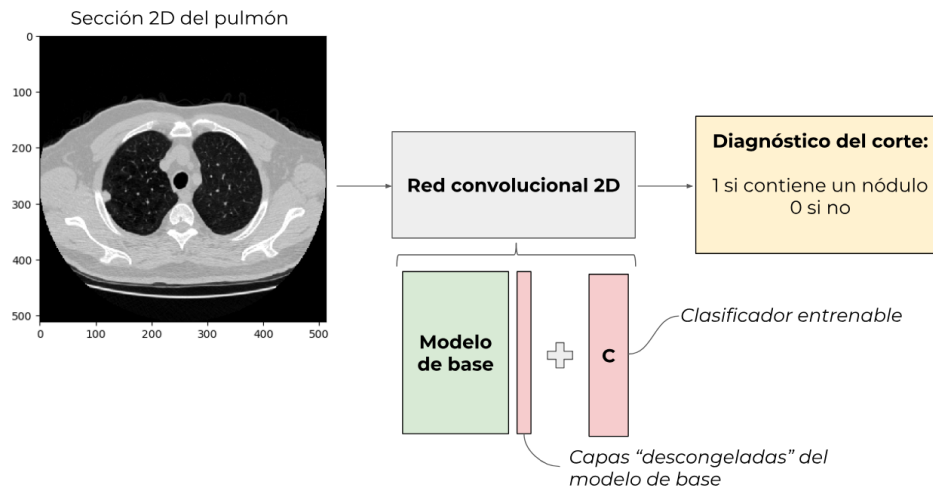 Sección 2D del pulmón
0
100
200
300
400
500
0 100 200 300 400 500
Red convolucional 2D
Diagnóstico del corte:
1 si contiene un nódulo
0 si no
Modelo
de base
C
Clasificador entrenable
Capas “descongeladas” del
modelo de base